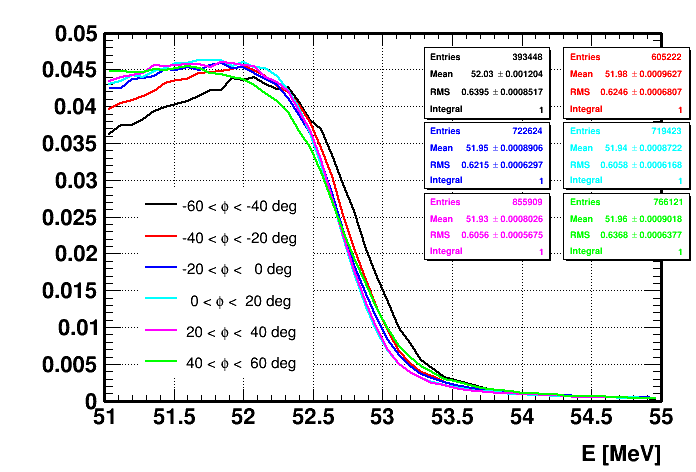 0.05
0.045
0.04
0.035
0.03
0.025
0.02
0.015
0.01
0.005
0
51 51.5 52 52.5 53 53.5 54 54.5 55
E [MeV]
-60 < ϕ < -40 deg
-40 < ϕ < -20 deg
-20 < ϕ < 0 deg
0 < ϕ < 20 deg
20 < ϕ < 40 deg
40 < ϕ < 60 deg
Entries 393448
Mean 52.03 ± 0.001204
RMS 0.6395 ± 0.0008517
Integral 1
Entries 605222
Mean 51.98 ± 0.0009627
RMS 0.6246 ± 0.0006807
Integral 1
Entries 722624
Mean 51.95 ± 0.0008906
RMS 0.6215 ± 0.0006297
Integral 1
Entries 719423
Mean 51.94 ± 0.0008722
RMS 0.6058 ± 0.0006168
Integral 1
Entries 855909
Mean 51.93 ± 0.0008026
RMS 0.6056 ± 0.0005675
Integral 1
Entries 766121
Mean 51.96 ± 0.0009018
RMS 0.6368 ± 0.0006377
Integral 1